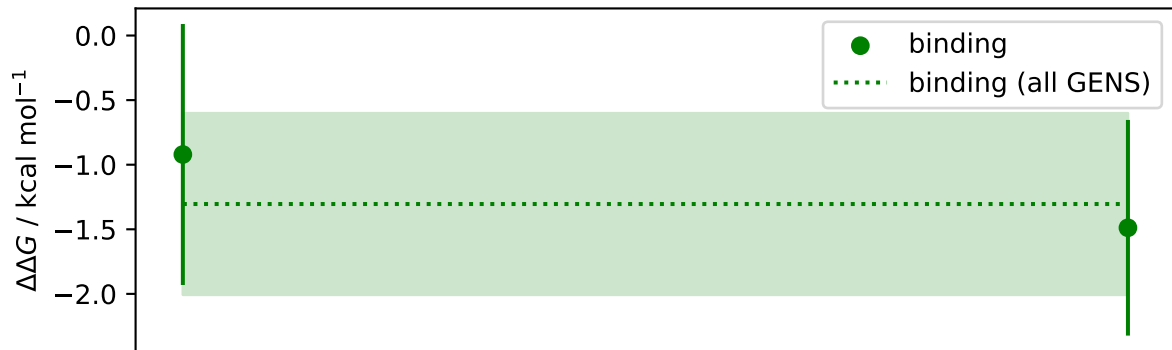 ΔΔG / kcal mol⁻¹
0.0
−0.5
−1.0
−1.5
−2.0
binding
binding (all GENS)